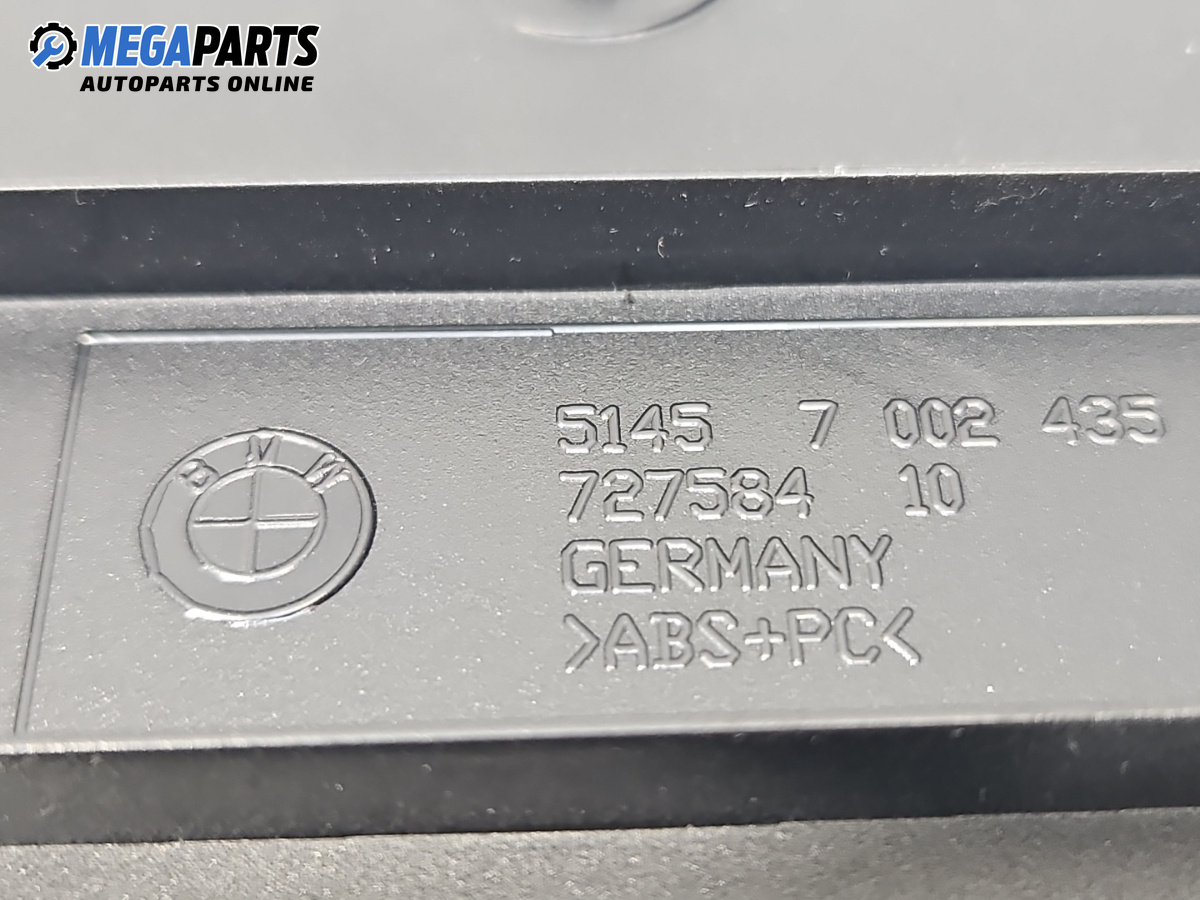 MEGAPARTS
AUTOPARTS ONLINE
BMW
5145 7 002 435
727584 10
GERMANY
>ABS+PC<